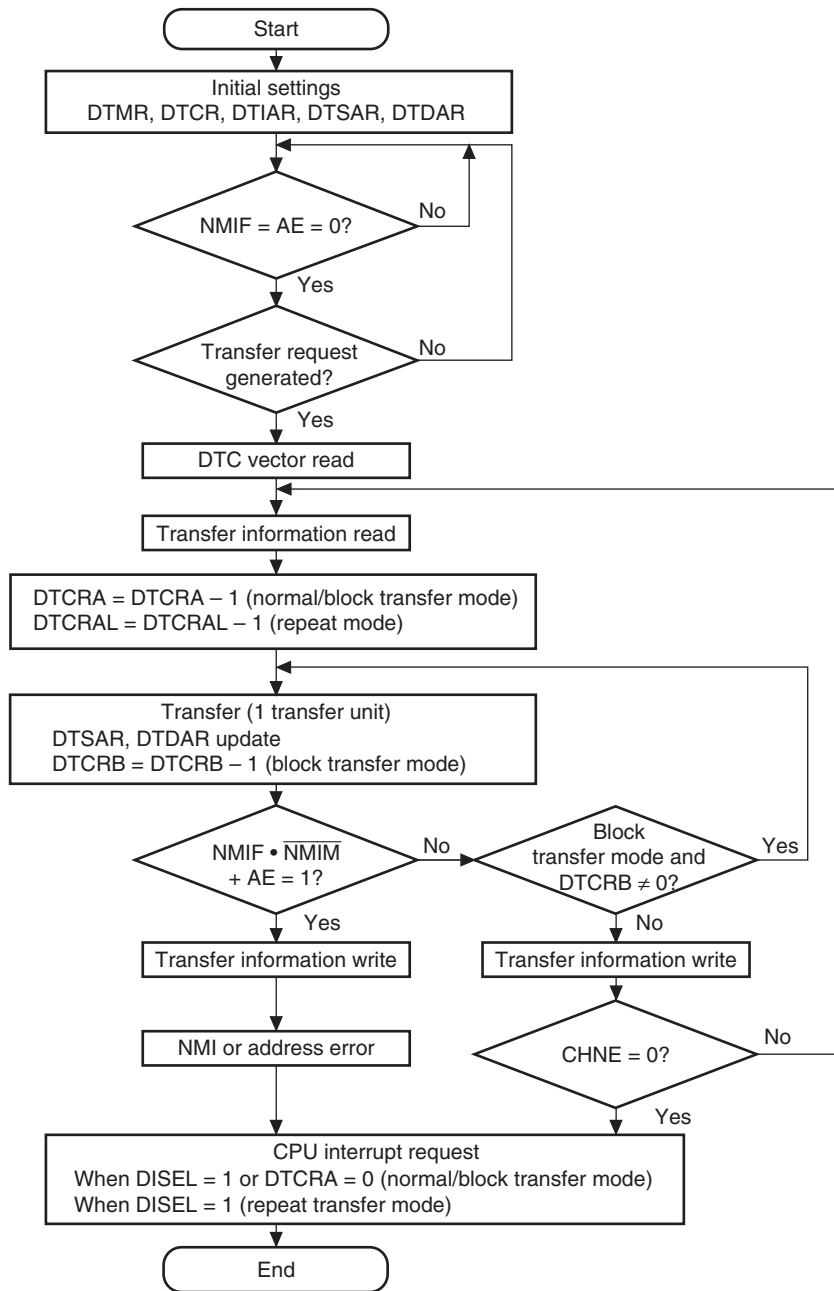 Start
Initial settings
DTMR, DTCR, DTIAR, DTSAR, DTDAR
NMIF = AE = 0?
No
Yes
Transfer request
generated?
No
Yes
DTC vector read
Transfer information read
DTCRA = DTCRA – 1 (normal/block transfer mode)
DTCRAL = DTCRAL – 1 (repeat mode)
Transfer (1 transfer unit)
DTSAR, DTDAR update
DTCRB = DTCRB – 1 (block transfer mode)
NMIF • N̅M̅I̅M̅
+ AE = 1?
No
Yes
Block
transfer mode and
DTCRB ≠ 0?
Yes
No
Transfer information write
Transfer information write
NMI or address error
CHNE = 0?
No
Yes
CPU interrupt request
When DISEL = 1 or DTCRA = 0 (normal/block transfer mode)
When DISEL = 1 (repeat transfer mode)
End